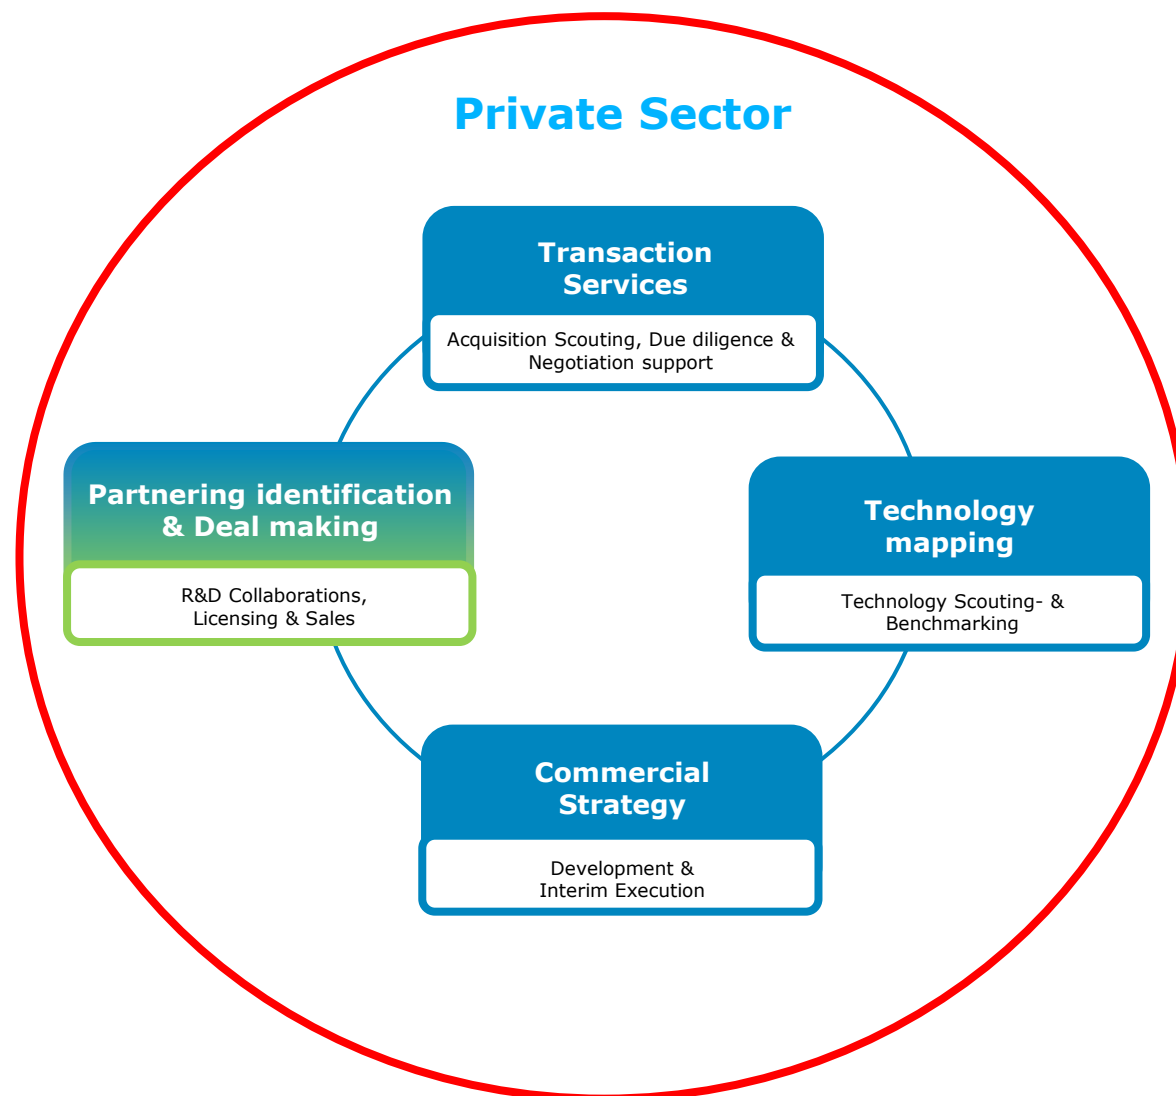 Private Sector
Transaction
Services
Acquisition Scouting, Due diligence &
Negotiation support
Partnering identification
& Deal making
R&D Collaborations,
Licensing & Sales
Technology
mapping
Technology Scouting- &
Benchmarking
Commercial
Strategy
Development &
Interim Execution